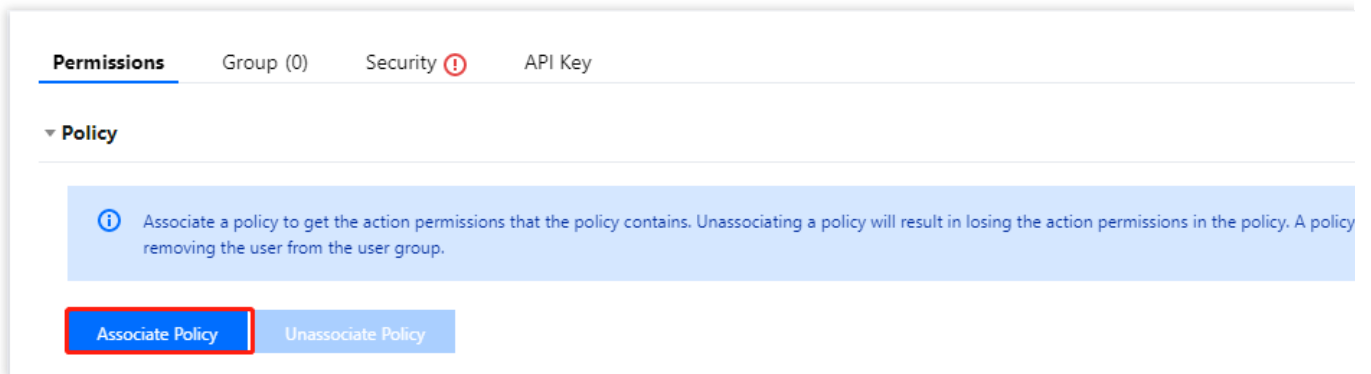 Permissions Group (0) Security API Key
Policy
Associate a policy to get the action permissions that the policy contains. Unassociating a policy will result in losing the action permissions in the policy. A policy
removing the user from the user group.
Associate Policy Unassociate Policy